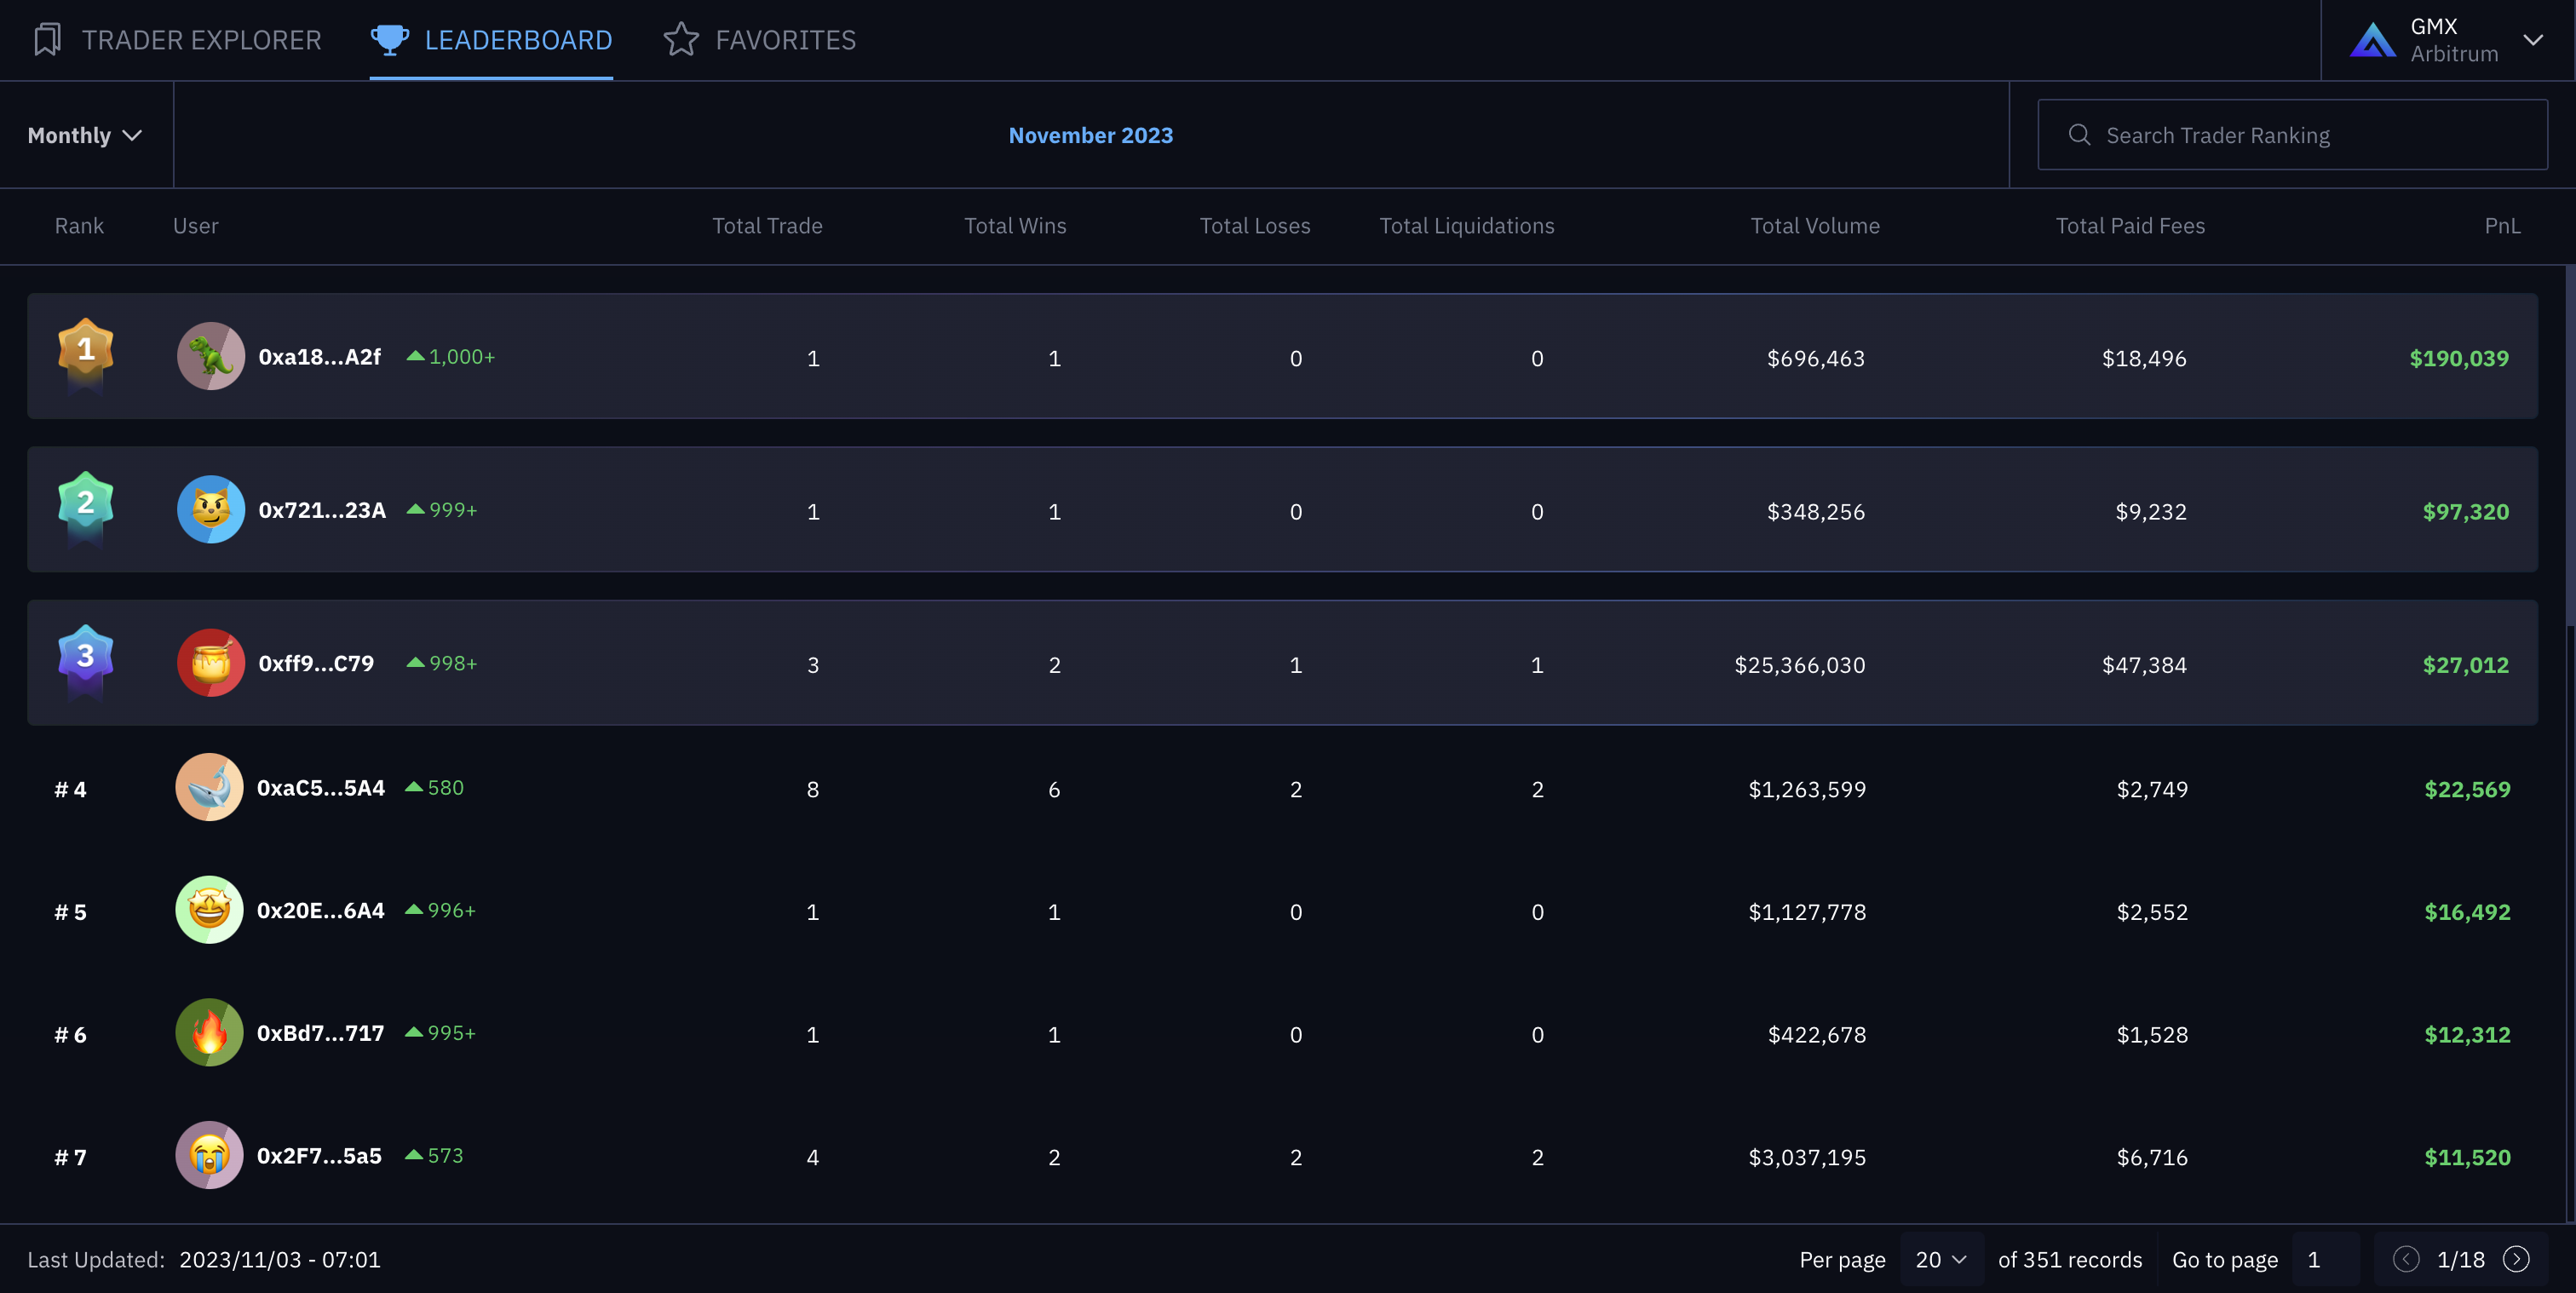 TRADER EXPLORER LEADERBOARD FAVORITES GMX
Arbitrum
Monthly November 2023 Search Trader Ranking
Rank User Total Trade Total Wins Total Loses Total Liquidations Total Volume Total Paid Fees PnL
1 0xa18...A2f 1,000+ 1 1 0 0 $696,463 $18,496 $190,039
2 0x721...23A 999+ 1 1 0 0 $348,256 $9,232 $97,320
3 0xff9...C79 998+ 3 2 1 1 $25,366,030 $47,384 $27,012
# 4 0xaC5...5A4 580 8 6 2 2 $1,263,599 $2,749 $22,569
# 5 0x20E...6A4 996+ 1 1 0 0 $1,127,778 $2,552 $16,492
# 6 0xBd7...717 995+ 1 1 0 0 $422,678 $1,528 $12,312
# 7 0x2F7...5a5 573 4 2 2 2 $3,037,195 $6,716 $11,520
Last Updated: 2023/11/03 - 07:01 Per page 20 of 351 records Go to page 1 1/18